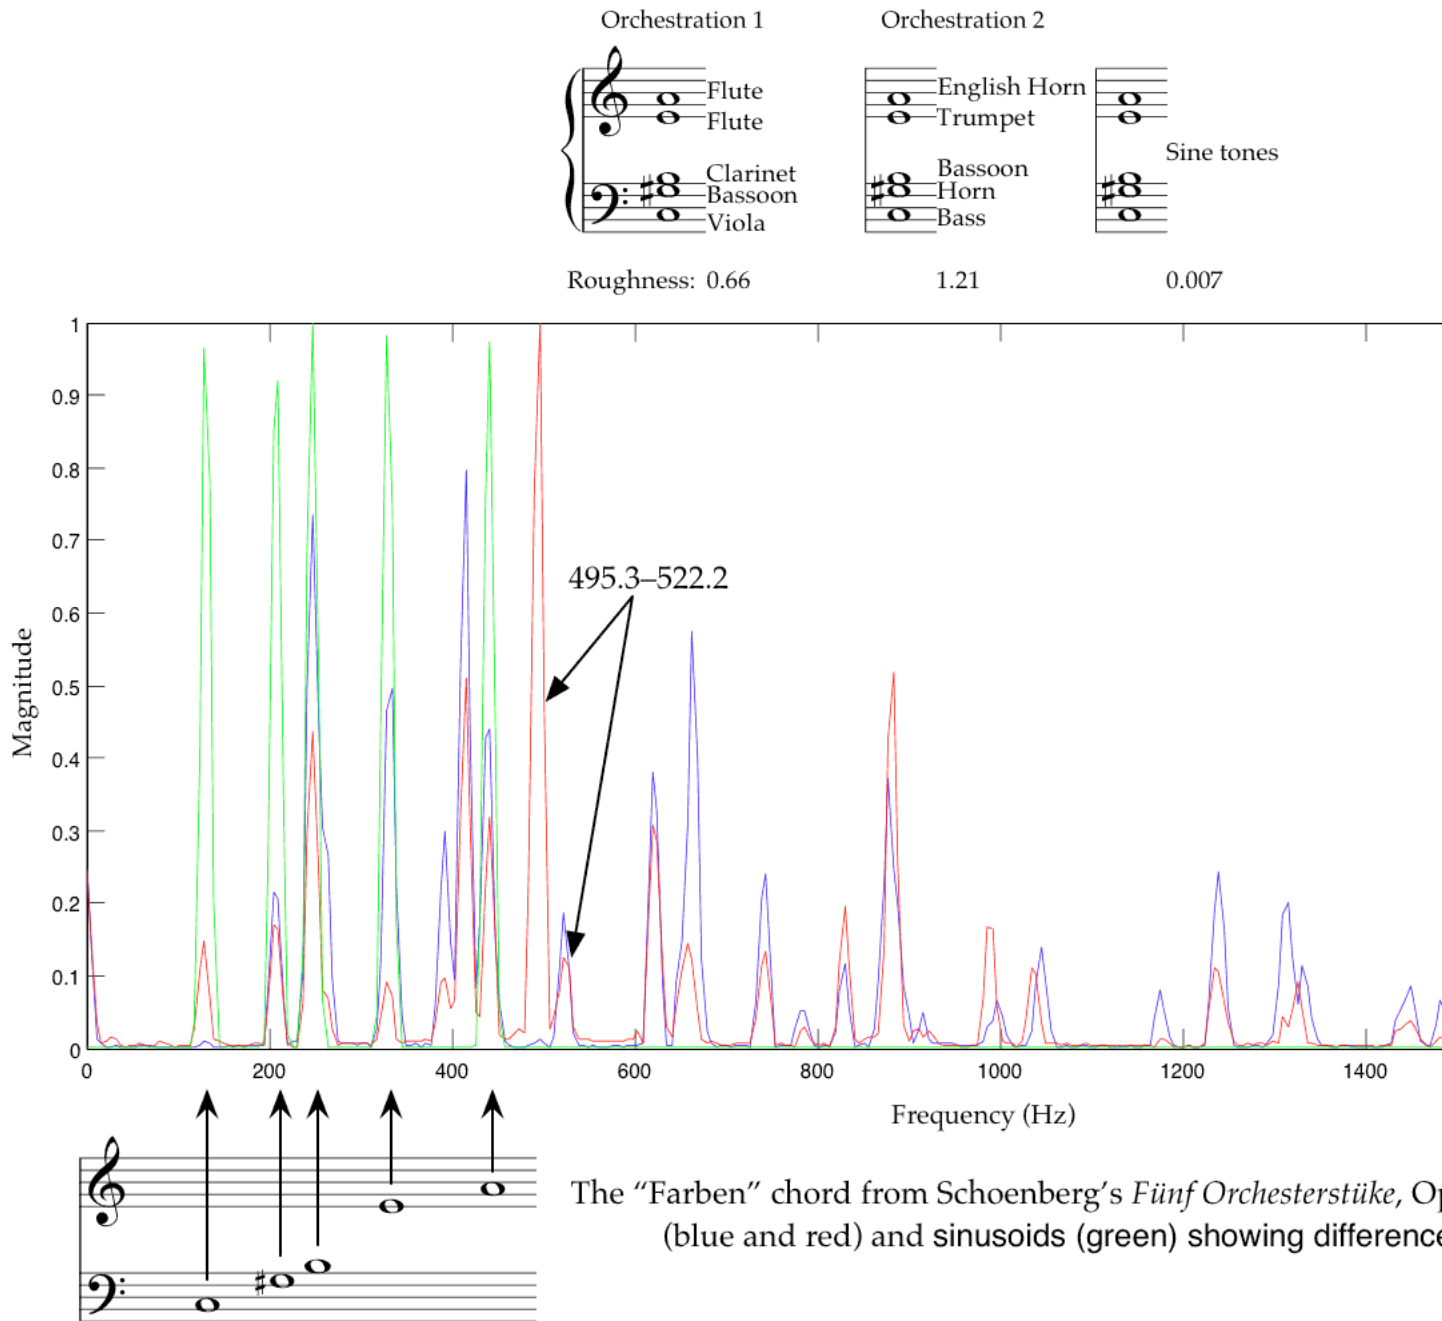 Orchestration 1 Orchestration 2
Flute English Horn
Flute Trumpet
Sine tones
Clarinet Bassoon
Bassoon Horn
Viola Bass
Roughness: 0.66 1.21 0.007
1
0.9
0.8
0.7
0.6
0.5
0.4
0.3
0.2
0.1
0
Magnitude
495.3–522.2
0 200 400 600 800 1000 1200 1400
Frequency (Hz)
The “Farben” chord from Schoenberg’s Fünf Orchesterstüke, Op
(blue and red) and sinusoids (green) showing difference